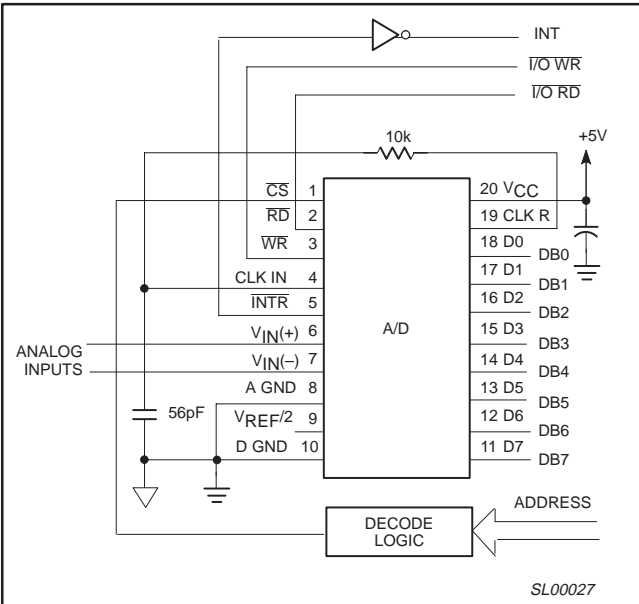 INT
I/O WR
I/O RD
10k
+5V
CS 1
RD 2
WR 3
CLK IN 4
INTR 5
VIN(+) 6
VIN(–) 7
A GND 8
VREF/2 9
D GND 10
ANALOG
INPUTS
56pF
A/D
20 VCC
19 CLK R
18 D0 DB0
17 D1 DB1
16 D2 DB2
15 D3 DB3
14 D4 DB4
13 D5 DB5
12 D6 DB6
11 D7 DB7
ADDRESS
DECODE
LOGIC
SL00027